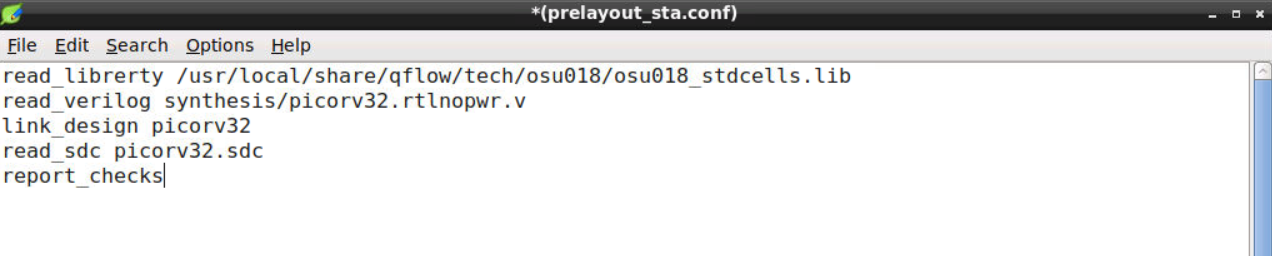 *(prelayout_sta.conf)
File Edit Search Options Help
read_librerty /usr/local/share/qflow/tech/osu018/osu018_stdcells.lib
read_verilog synthesis/picorv32.rtlnopwr.v
link_design picorv32
read_sdc picorv32.sdc
report_checks